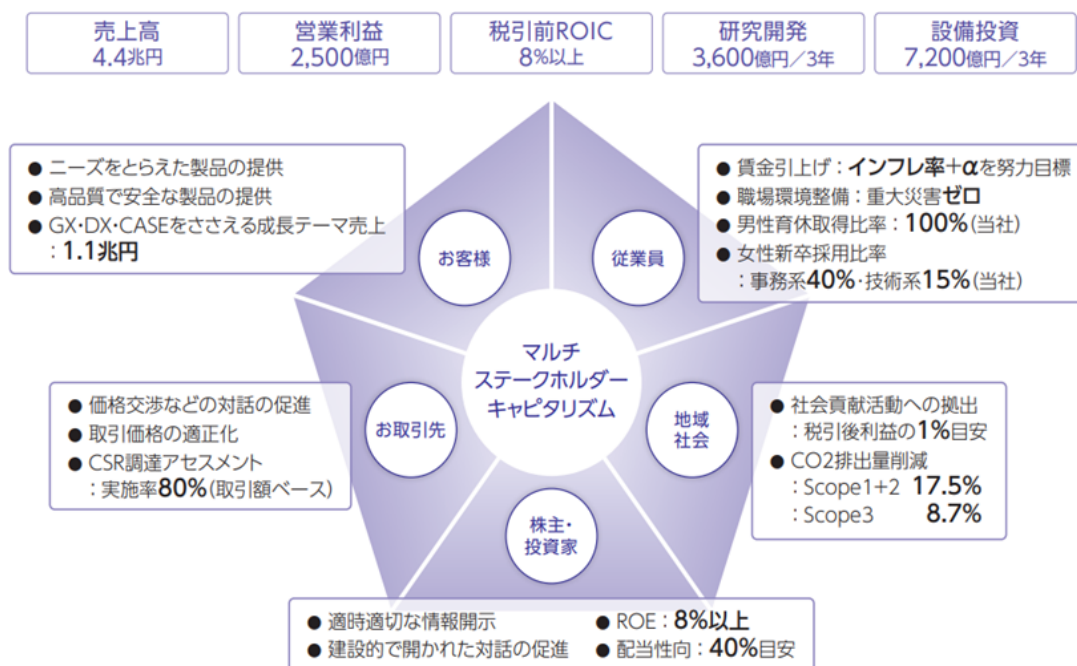 売上高
4.4兆円
営業利益
2,500億円
税引前ROIC
8%以上
研究開発
3,600億円／3年
設備投資
7,200億円／3年
● ニーズをとらえた製品の提供
● 高品質で安全な製品の提供
● GX・DX・CASEをささえる成長テーマ売上
：1.1兆円
お客様
従業員
● 賃金引上げ：インフレ率＋αを努力目標
● 職場環境整備：重大災害ゼロ
● 男性育休取得比率：100%(当社)
● 女性新卒採用比率
：事務系40%・技術系15%(当社)
マルチ
ステークホルダー
キャピタリズム
● 価格交渉などの対話の促進
● 取引価格の適正化
● CSR調達アセスメント
：実施率80%(取引額ベース)
お取引先
地域
社会
● 社会貢献活動への拠出
：税引後利益の1%目安
● CO2排出量削減
：Scope1+2 17.5%
：Scope3 8.7%
株主・
投資家
● 適時適切な情報開示
● 建設的で開かれた対話の促進
● ROE：8%以上
● 配当性向：40%目安